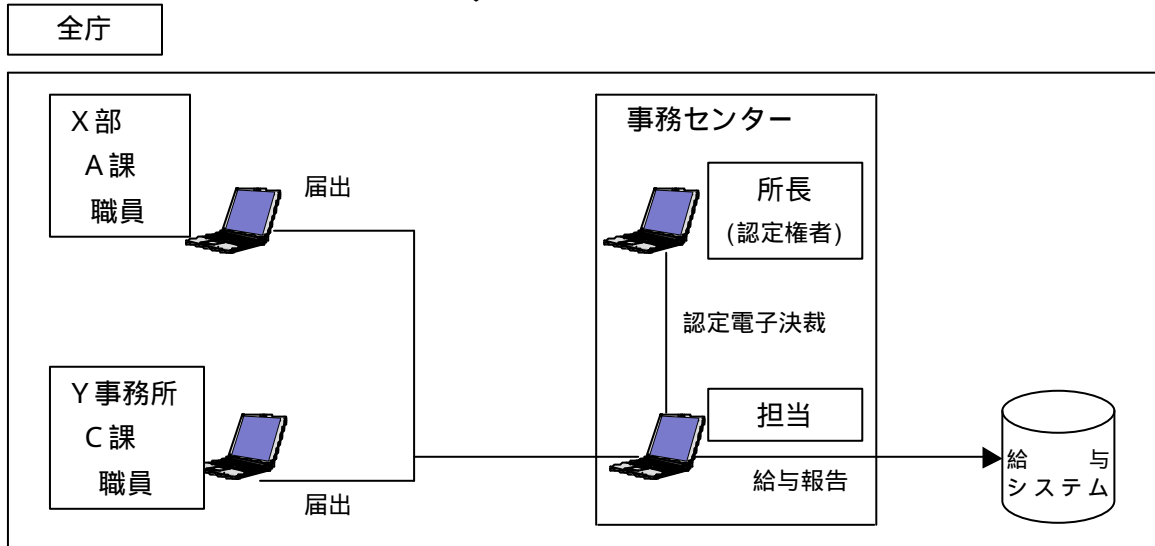 全庁
X部
A課
職員
届出
事務センター
所長
(認定権者)
認定電子決裁
Y事務所
C課
職員
届出
担当
給与報告
給与
システム